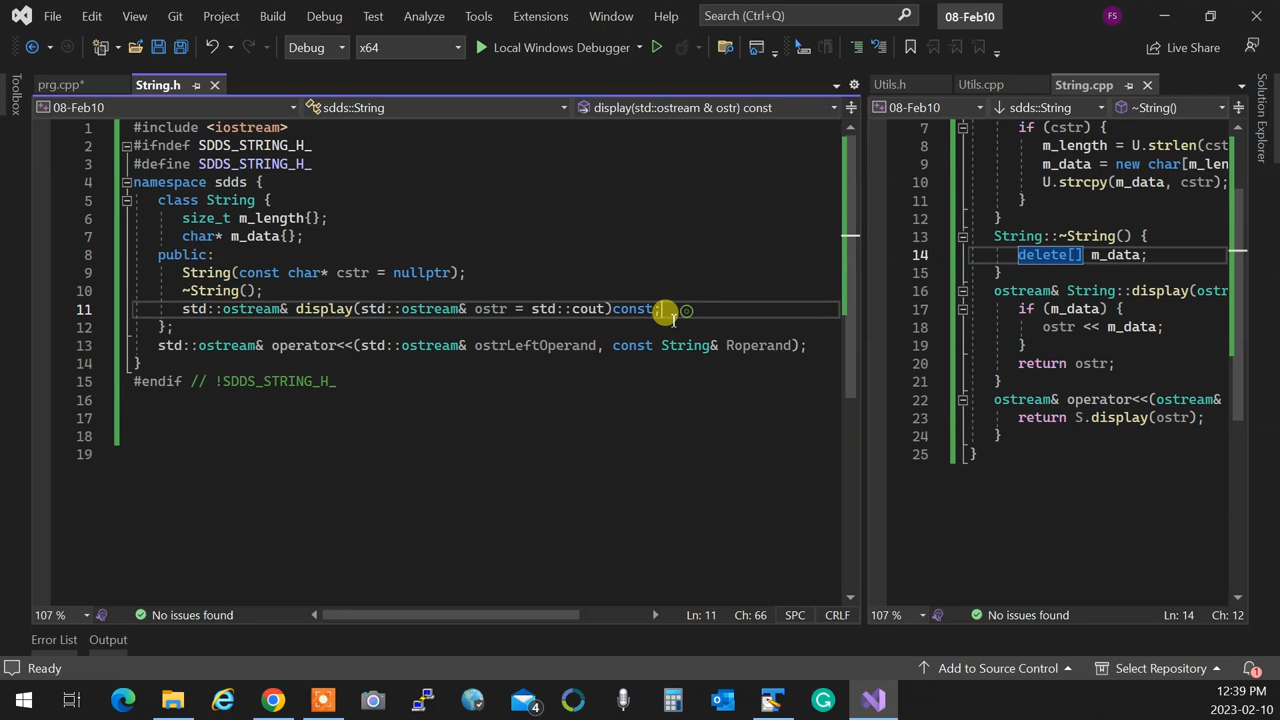 File Edit View Git Project Build Debug Test Analyze Tools Extensions Window Help Search (Ctrl+Q) 08-Feb10 FS
Debug x64 Local Windows Debugger Live Share
prg.cpp* String.h Utils.h Utils.cpp String.cpp
08-Feb10 sdds::String display(std::ostream & ostr) const 08-Feb10 sdds::String ~String()
Toolbox
Solution Explorer
1 #include <iostream>
2 #ifndef SDDS_STRING_H_
3 #define SDDS_STRING_H_
4 namespace sdds {
5 class String {
6 size_t m_length{};
7 char* m_data{};
8 public:
9 String(const char* cstr = nullptr);
10 ~String();
11 std::ostream& display(std::ostream& ostr = std::cout)const;
12 };
13 std::ostream& operator<<(std::ostream& ostrLeftOperand, const String& Roperand);
14 }
15 #endif // !SDDS_STRING_H_
16
17
18
19
7 if (cstr) {
8 m_length = U.strlen(cst
9 m_data = new char[m_len
10 U.strcpy(m_data, cstr);
11 }
12 }
13 String::~String() {
14 delete[] m_data;
15 }
16 ostream& String::display(ostr
17 if (m_data) {
18 ostr << m_data;
19 }
20 return ostr;
21 }
22 ostream& operator<<(ostream&
23 return S.display(ostr);
24 }
25 }
107 % No issues found Ln: 11 Ch: 66 SPC CRLF 107 % No issues found Ln: 14 Ch: 12
Error List Output
Ready Add to Source Control Select Repository 1
4
12:39 PM
2023-02-10